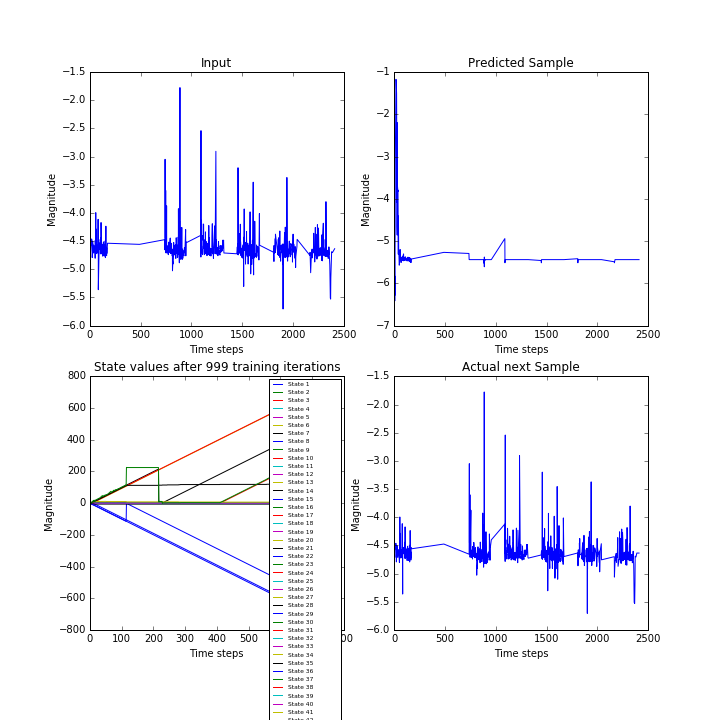 Input
Magnitude
−1.5
−2.0
−2.5
−3.0
−3.5
−4.0
−4.5
−5.0
−5.5
−6.0
0 500 1000 1500 2000 2500
Time steps
Predicted Sample
Magnitude
−1
−2
−3
−4
−5
−6
−7
0 500 1000 1500 2000 2500
Time steps
State values after 999 training iterations
Magnitude
800
600
400
200
0
−200
−400
−600
−800
0 100 200 300 400 500
Time steps
State 1
State 2
State 3
State 4
State 5
State 6
State 7
State 8
State 9
State 10
State 11
State 12
State 13
State 14
State 15
State 16
State 17
State 18
State 19
State 20
State 21
State 22
State 23
State 24
State 25
State 26
State 27
State 28
State 29
State 30
State 31
State 32
State 33
State 34
State 35
State 36
State 37
State 38
State 39
State 40
State 41
Actual next Sample
Magnitude
−1.5
−2.0
−2.5
−3.0
−3.5
−4.0
−4.5
−5.0
−5.5
−6.0
0 500 1000 1500 2000 2500
Time steps